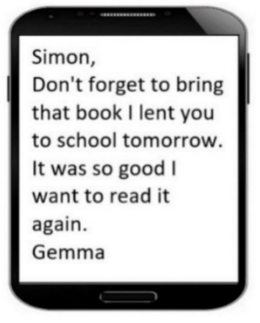 Simon,
Don't forget to bring
that book I lent you
to school tomorrow.
It was so good I
want to read it
again.
Gemma